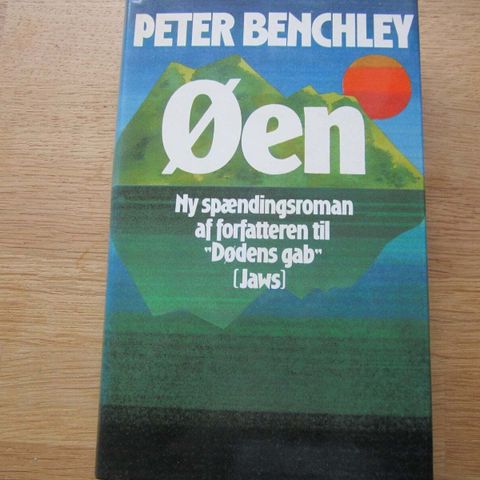 PETER BENCHLEY
Øen
Ny spændingsroman
af forfatteren til
"Dødens gab"
(Jaws)